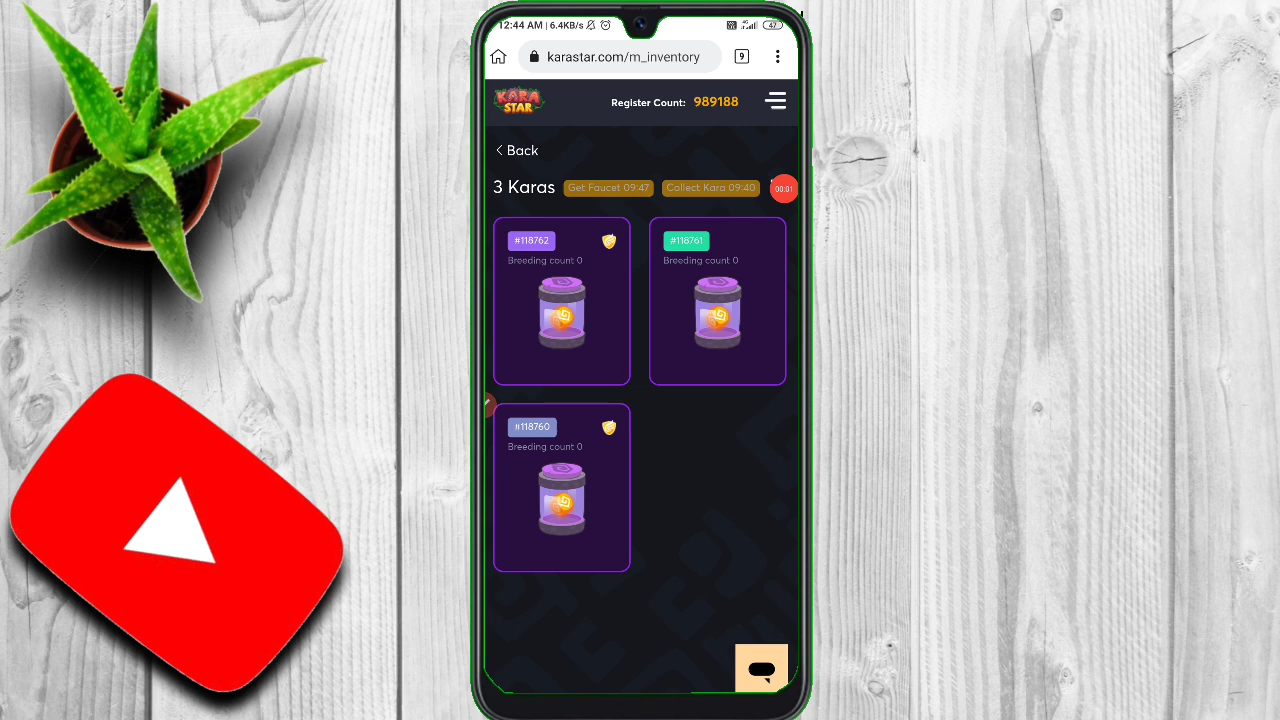 12:44 AM | 6.4KB/s
47
karastar.com/m_inventory
9
KARA
STAR
Register Count: 989188
Back
3 Karas
Get Faucet 09:47
Collect Kara 09:40
00:01
#118762
Breeding count 0
#118761
Breeding count 0
#118760
Breeding count 0